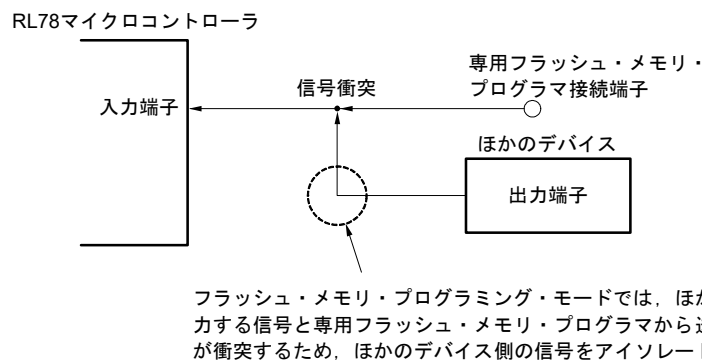 RL78マイクロコントローラ
専用フラッシュ・メモリ・
プログラマ接続端子
信号衝突
入力端子
ほかのデバイス
出力端子
フラッシュ・メモリ・プログラミング・モードでは，ほか
力する信号と専用フラッシュ・メモリ・プログラマから
が衝突するため，ほかのデバイス側の信号をアイソレート